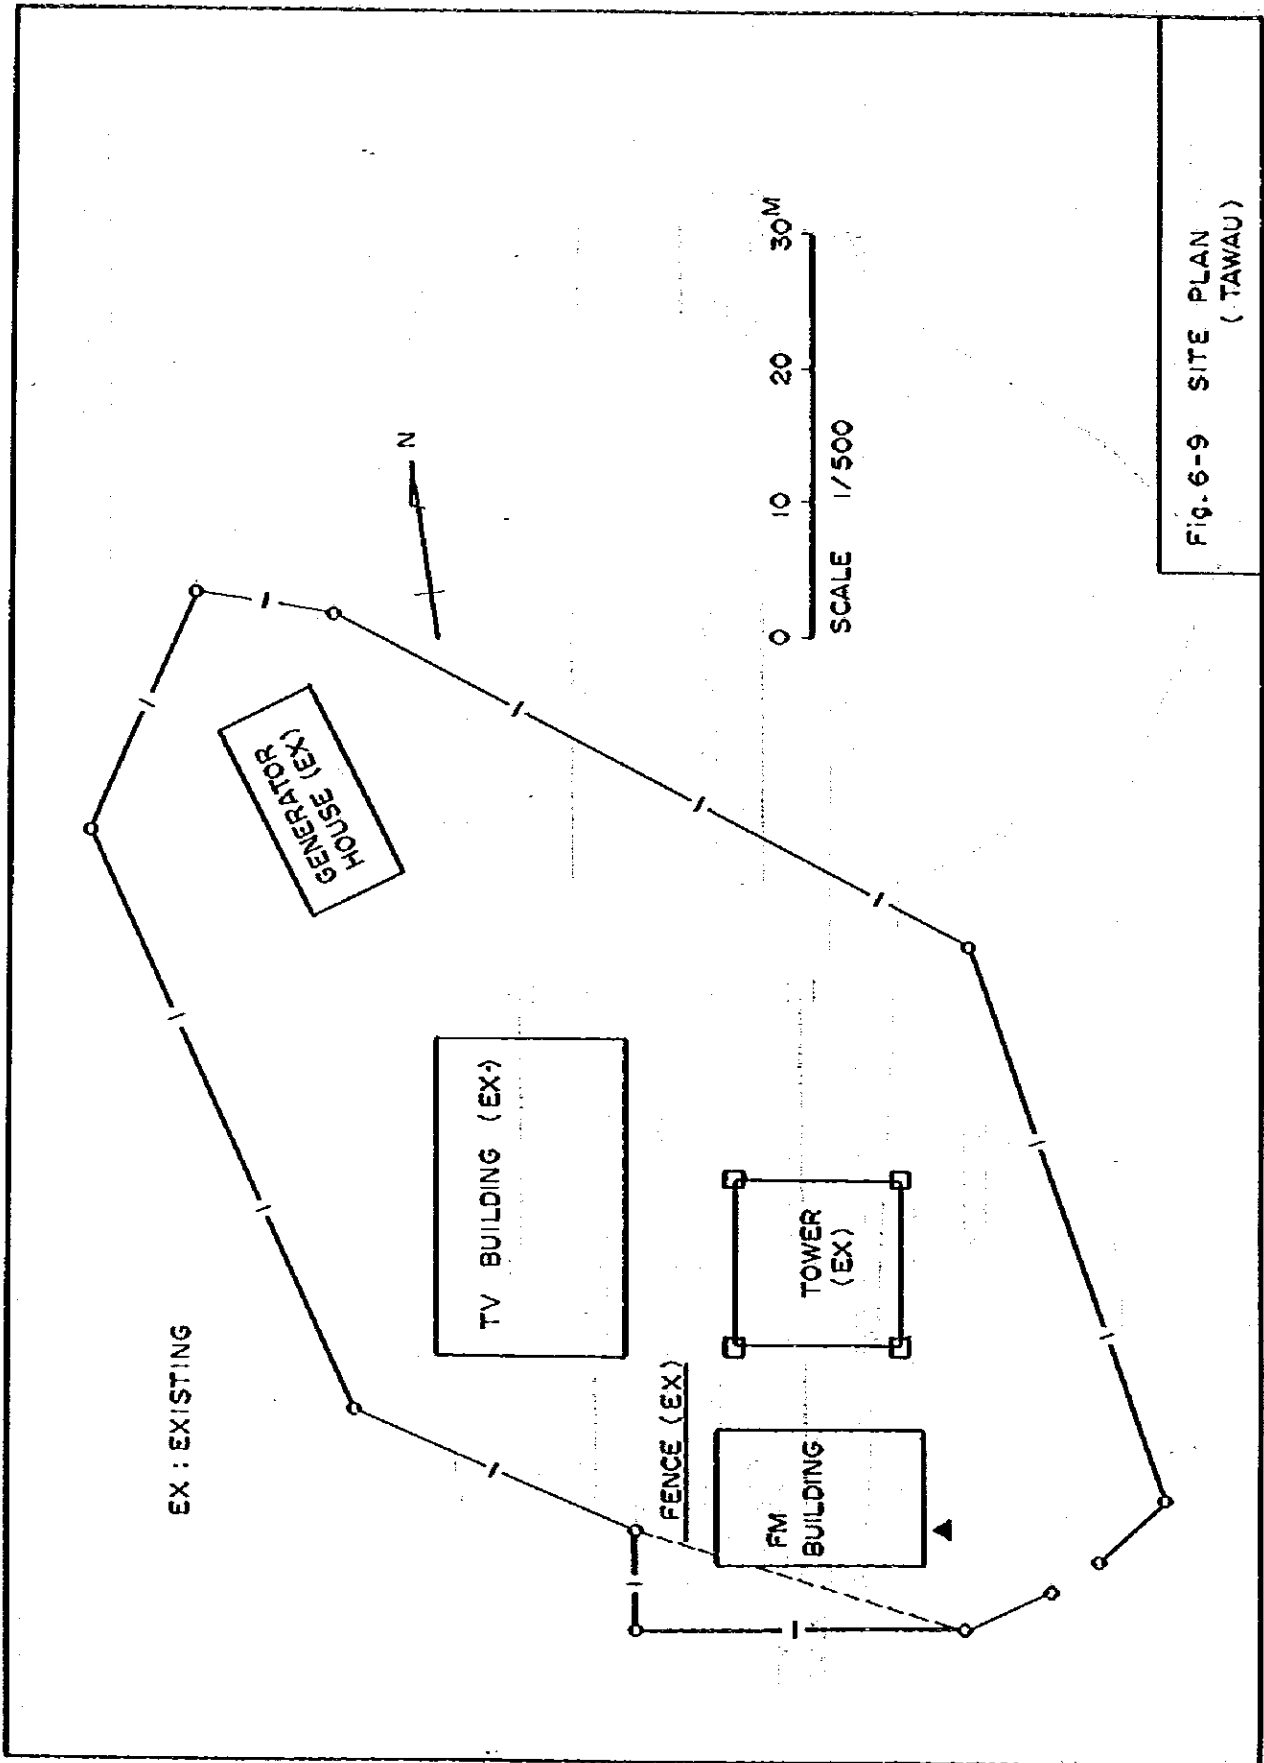 EX : EXISTING
GENERATOR
HOUSE (EX)
N
TV BUILDING (EX)
FENCE (EX)
TOWER
(EX)
FM
BUILDING
0 10 20 30M
SCALE 1/500
Fig. 6-9 SITE PLAN
(TAWAU)